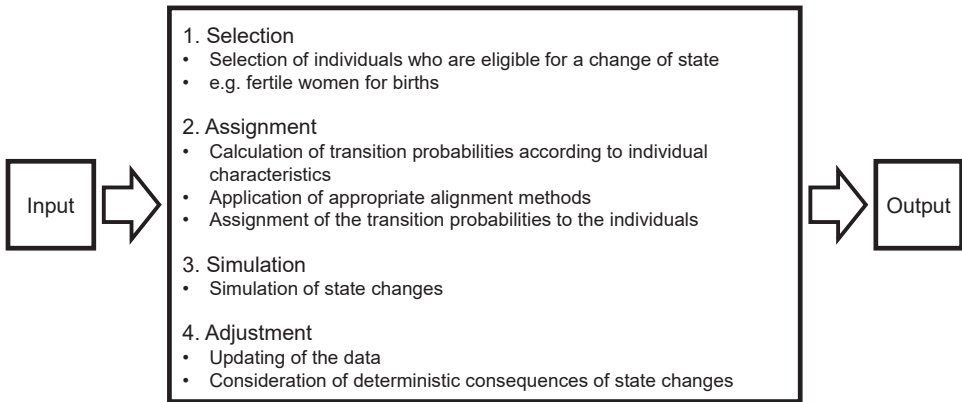 Input
1. Selection
• Selection of individuals who are eligible for a change of state
• e.g. fertile women for births
2. Assignment
• Calculation of transition probabilities according to individual
characteristics
• Application of appropriate alignment methods
• Assignment of the transition probabilities to the individuals
3. Simulation
• Simulation of state changes
4. Adjustment
• Updating of the data
• Consideration of deterministic consequences of state changes
Output